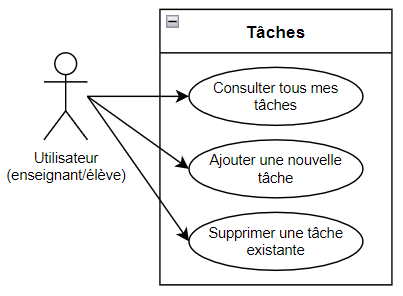 Tâches
Consulter tous mes
tâches
Utilisateur
(enseignant/élève)
Ajouter une nouvelle
tâche
Supprimer une tâche
existante